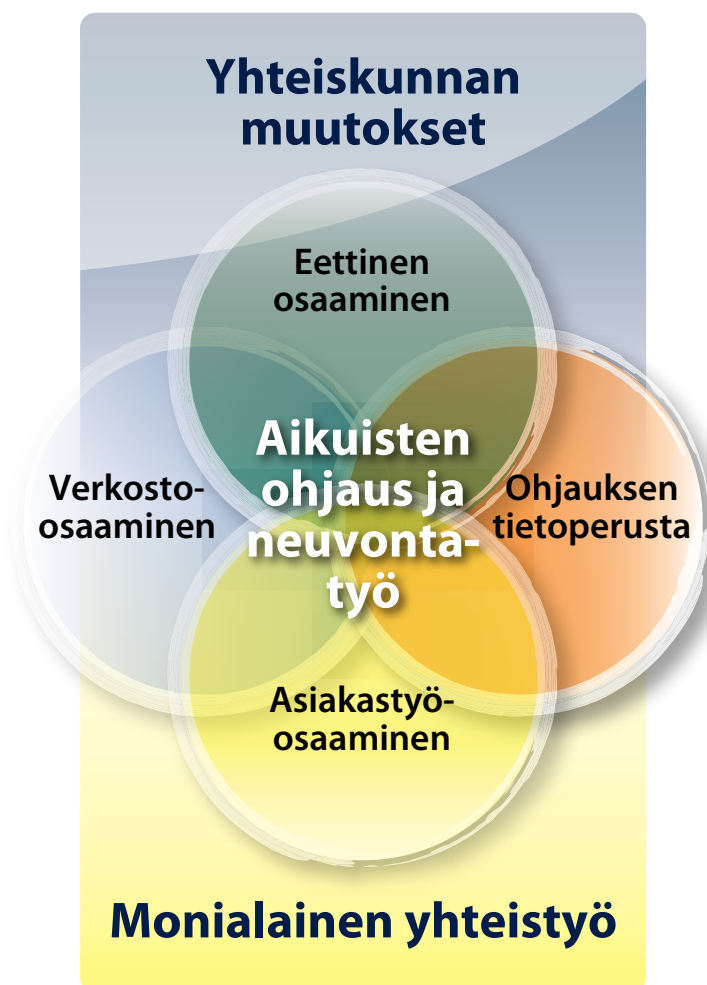 Yhteiskunnan
muutokset
Eettinen
osaaminen
Verkosto-
osaaminen
Aikuisten
ohjaus ja
neuvonta-
työ
Ohjauksen
tietoperusta
Asiakastyö-
osaaminen
Monialainen yhteistyö